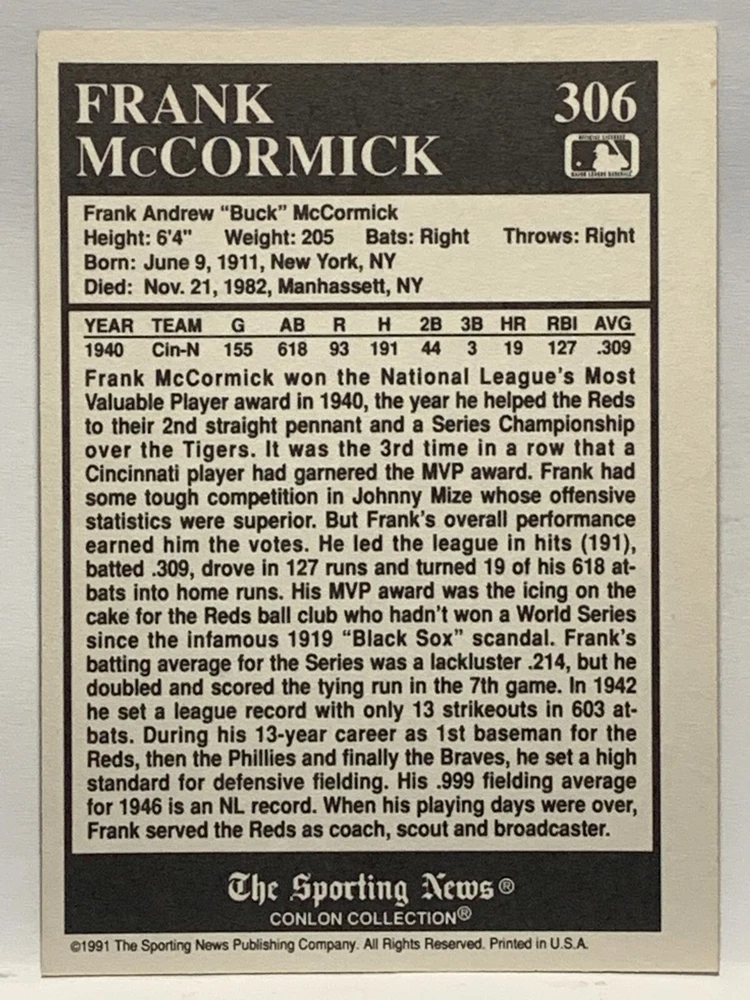 FRANK 306
McCORMICK
OFFICIAL LICENSEE
MAJOR LEAGUE BASEBALL
Frank Andrew “Buck” McCormick
Height: 6'4" Weight: 205 Bats: Right Throws: Right
Born: June 9, 1911, New York, NY
Died: Nov. 21, 1982, Manhassett, NY
YEAR TEAM G AB R H 2B 3B HR RBI AVG
1940 Cin-N 155 618 93 191 44 3 19 127 .309
Frank McCormick won the National League's Most
Valuable Player award in 1940, the year he helped the Reds
to their 2nd straight pennant and a Series Championship
over the Tigers. It was the 3rd time in a row that a
Cincinnati player had garnered the MVP award. Frank had
some tough competition in Johnny Mize whose offensive
statistics were superior. But Frank's overall performance
earned him the votes. He led the league in hits (191),
batted .309, drove in 127 runs and turned 19 of his 618 at-
bats into home runs. His MVP award was the icing on the
cake for the Reds ball club who hadn't won a World Series
since the infamous 1919 “Black Sox” scandal. Frank's
batting average for the Series was a lackluster .214, but he
doubled and scored the tying run in the 7th game. In 1942
he set a league record with only 13 strikeouts in 603 at-
bats. During his 13-year career as 1st baseman for the
Reds, then the Phillies and finally the Braves, he set a high
standard for defensive fielding. His .999 fielding average
for 1946 is an NL record. When his playing days were over,
Frank served the Reds as coach, scout and broadcaster.
The Sporting News®
CONLON COLLECTION®
©1991 The Sporting News Publishing Company. All Rights Reserved. Printed in U.S.A.